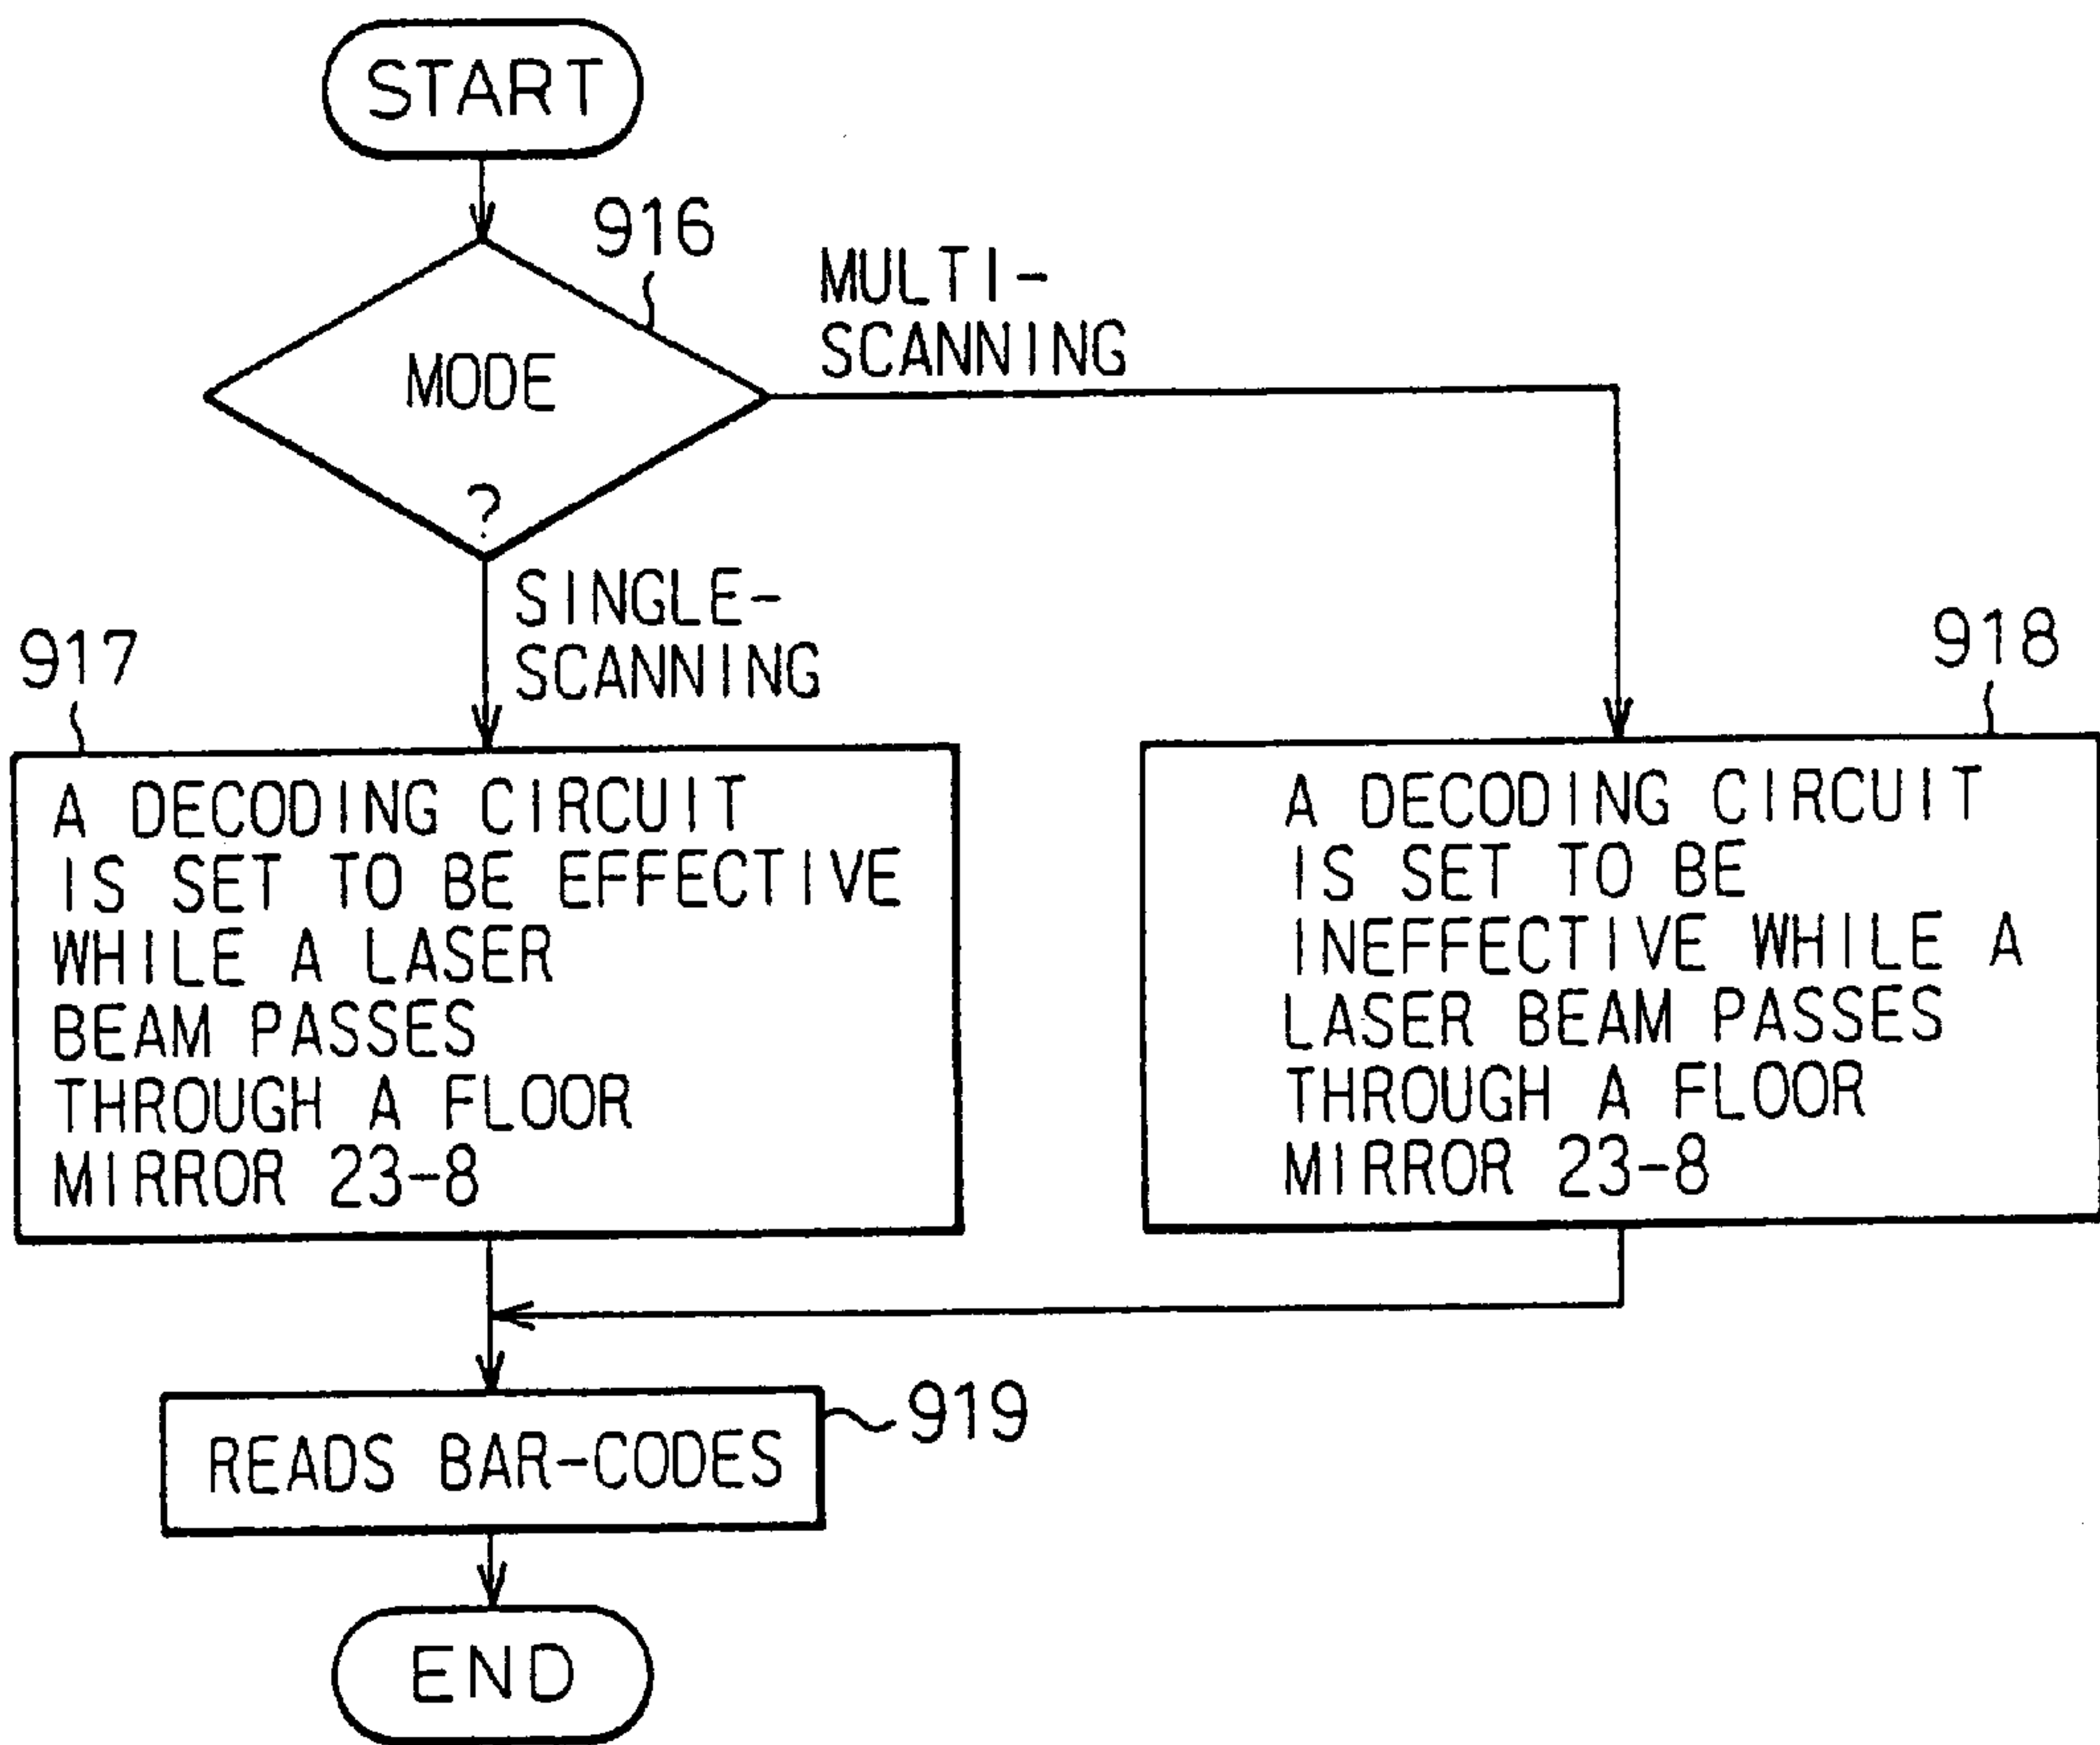 START
916
MULTI-
SCANNING
MODE
?
SINGLE-
SCANNING
917
918
A DECODING CIRCUIT
IS SET TO BE EFFECTIVE
WHILE A LASER
BEAM PASSES
THROUGH A FLOOR
MIRROR 23-8
A DECODING CIRCUIT
IS SET TO BE
INEFFECTIVE WHILE A
LASER BEAM PASSES
THROUGH A FLOOR
MIRROR 23-8
READS BAR-CODES
919
END